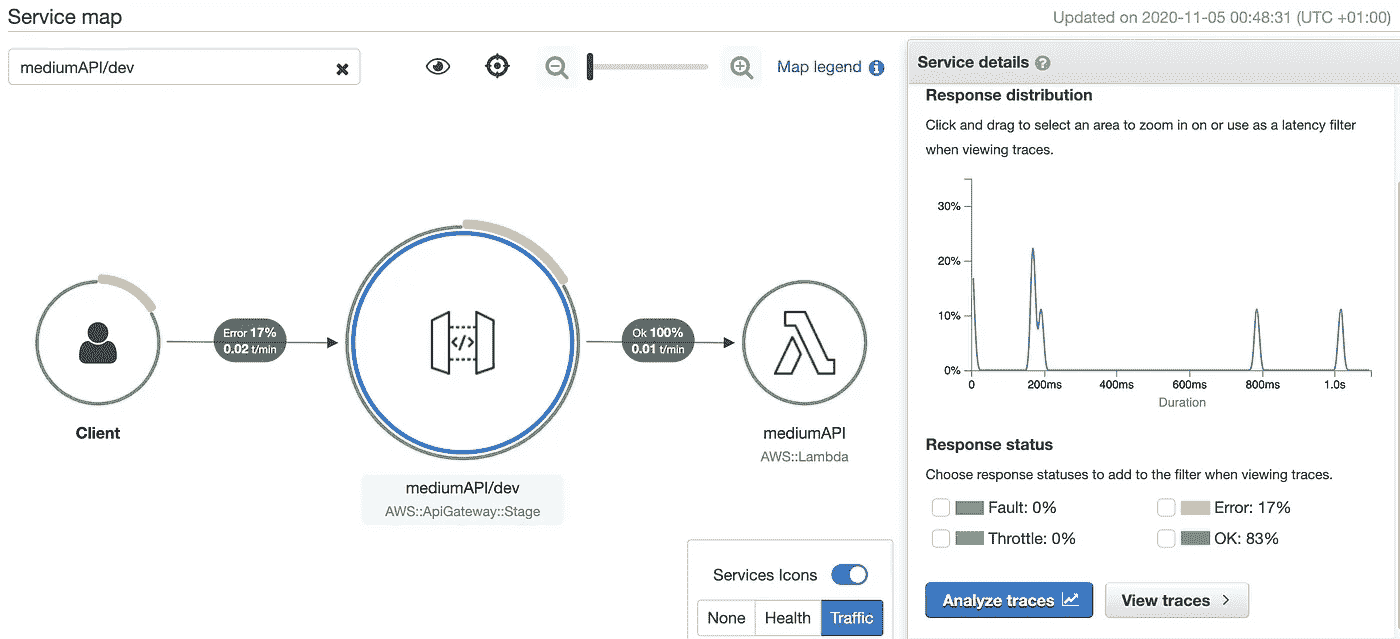 Service map
Updated on 2020-11-05 00:48:31 (UTC +01:00)
mediumAPI/dev
Map legend
Client
Error 17%
0.02 t/min
</>
mediumAPI/dev
AWS::ApiGateway::Stage
Ok 100%
0.01 t/min
mediumAPI
AWS::Lambda
Services Icons
None Health Traffic
Service details ?
Response distribution
Click and drag to select an area to zoom in on or use as a latency filter
when viewing traces.
30%
20%
10%
0%
0 200ms 400ms 600ms 800ms 1.0s
Duration
Response status
Choose response statuses to add to the filter when viewing traces.
Fault: 0% Error: 17%
Throttle: 0% OK: 83%
Analyze traces View traces